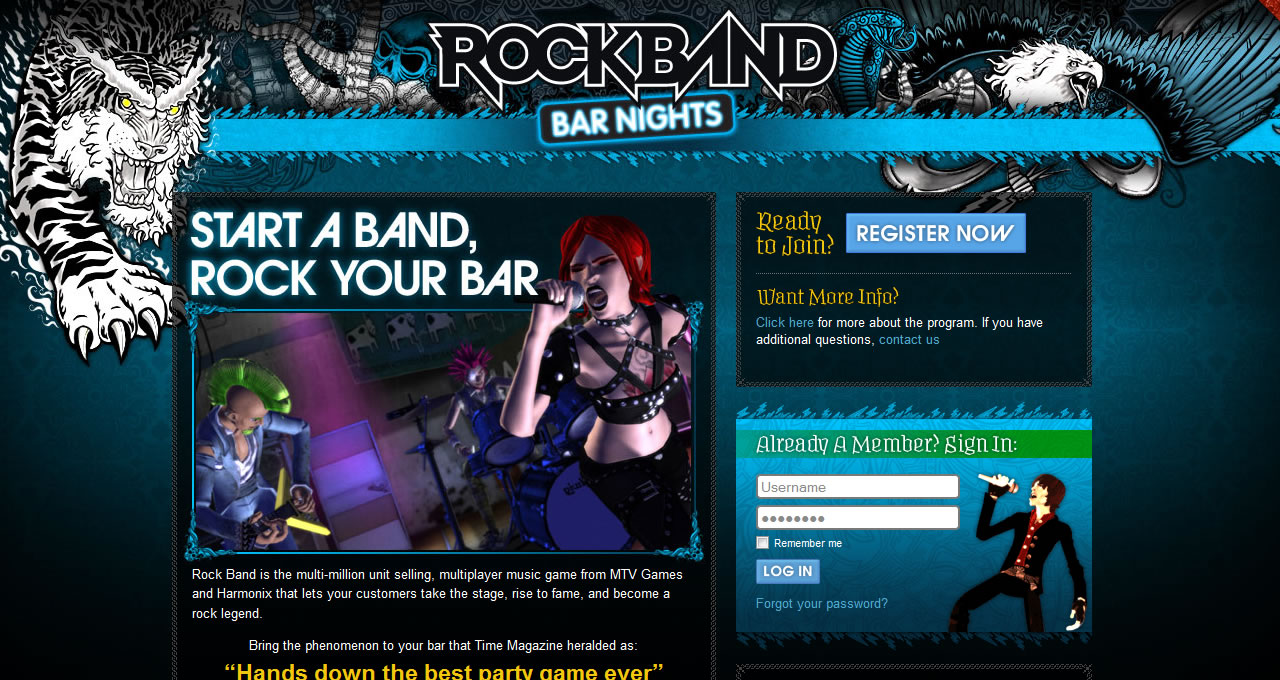 ROCKBAND
BAR NIGHTS
START A BAND,
ROCK YOUR BAR
Rock Band is the multi-million unit selling, multiplayer music game from MTV Games
and Harmonix that lets your customers take the stage, rise to fame, and become a
rock legend.
Bring the phenomenon to your bar that Time Magazine heralded as:
“Hands down the best party game ever”
Ready
to Join?
REGISTER NOW
Want More Info?
Click here for more about the program. If you have
additional questions, contact us
Already A Member? Sign In:
Username
••••••••
Remember me
LOG IN
Forgot your password?